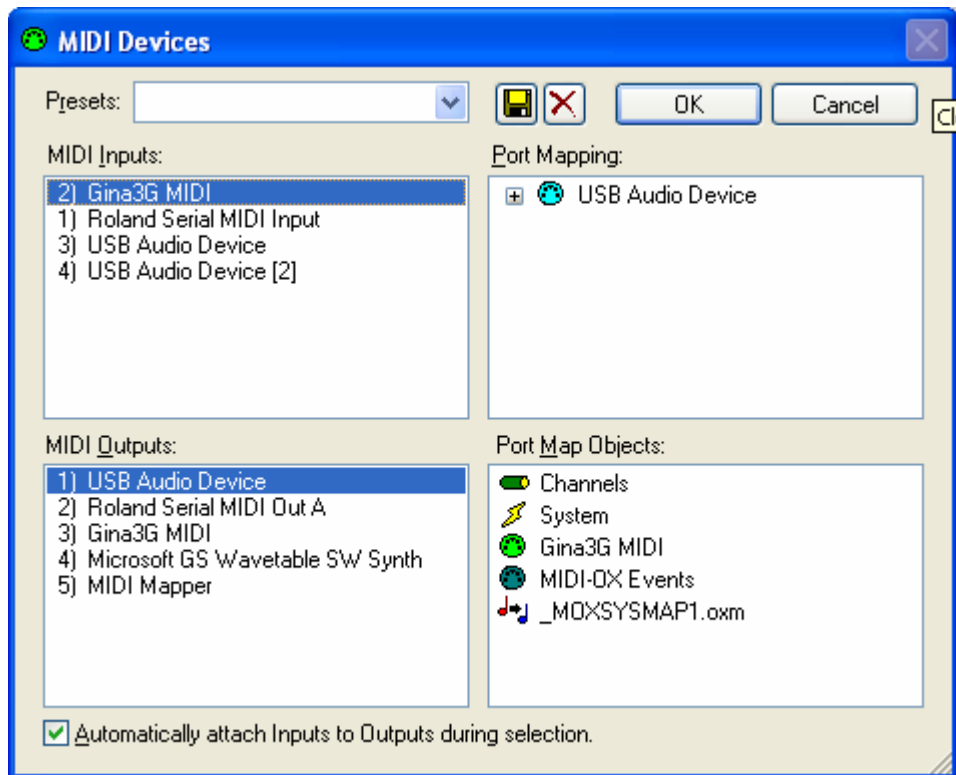 MIDI Devices
Presets:
OK
Cancel
Cl
MIDI Inputs:
2) Gina3G MIDI
1) Roland Serial MIDI Input
3) USB Audio Device
4) USB Audio Device [2]
Port Mapping:
USB Audio Device
MIDI Outputs:
1) USB Audio Device
2) Roland Serial MIDI Out A
3) Gina3G MIDI
4) Microsoft GS Wavetable SW Synth
5) MIDI Mapper
Port Map Objects:
Channels
System
Gina3G MIDI
MIDI-OX Events
_MOXSYSMAP1.oxm
Automatically attach Inputs to Outputs during selection.